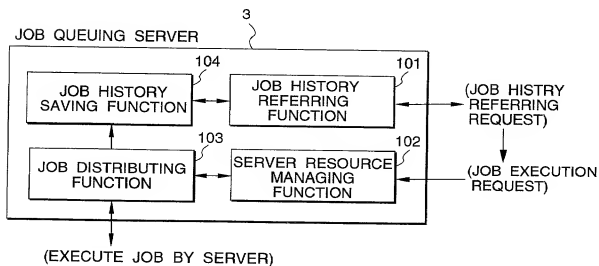 3
JOB QUEUING SERVER
104
JOB HISTORY
SAVING FUNCTION
101
JOB HISTORY
REFERRING
FUNCTION
(JOB HISTRY
REFERRING
REQUEST)
103
JOB DISTRIBUTING
FUNCTION
102
SERVER RESOURCE
MANAGING
FUNCTION
(JOB EXECUTION
REQUEST)
(EXECUTE JOB BY SERVER)